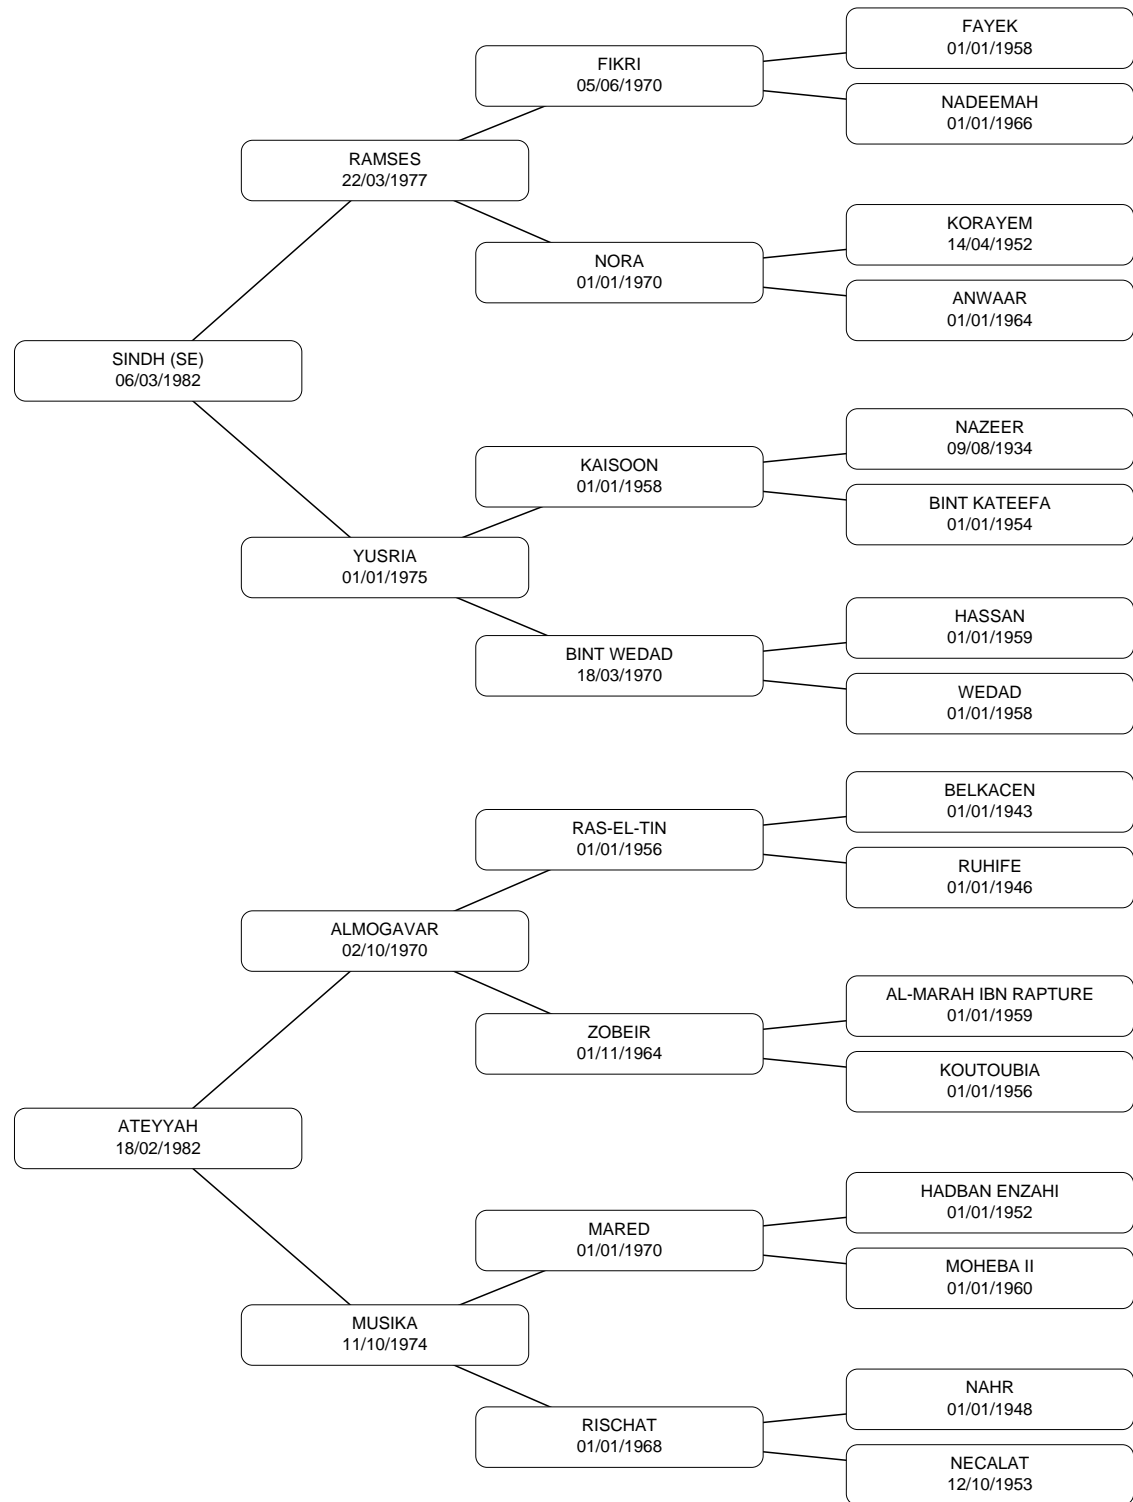 FAYEK
01/01/1958
FIKRI
05/06/1970
NADEEMAH
01/01/1966
RAMSES
22/03/1977
KORAYEM
14/04/1952
NORA
01/01/1970
ANWAAR
01/01/1964
SINDH (SE)
06/03/1982
NAZEER
09/08/1934
KAISOON
01/01/1958
BINT KATEEFA
01/01/1954
YUSRIA
01/01/1975
HASSAN
01/01/1959
BINT WEDAD
18/03/1970
WEDAD
01/01/1958
BELKACEN
01/01/1943
RAS-EL-TIN
01/01/1956
RUHIFE
01/01/1946
ALMOGAVAR
02/10/1970
AL-MARAH IBN RAPTURE
01/01/1959
ZOBEIR
01/11/1964
KOUTOUBIA
01/01/1956
ATEYYAH
18/02/1982
HADBAN ENZAHI
01/01/1952
MARED
01/01/1970
MOHEBA II
01/01/1960
MUSIKA
11/10/1974
NAHR
01/01/1948
RISCHAT
01/01/1968
NECALAT
12/10/1953